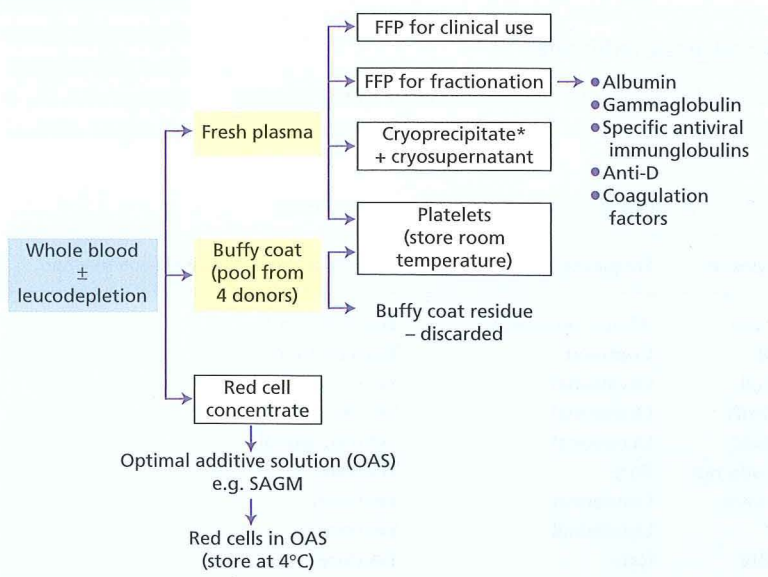 FFP for clinical use
FFP for fractionation
Albumin
Gammaglobulin
Specific antiviral
immunglobulins
Anti-D
Coagulation
factors
Fresh plasma
Cryoprecipitate*
+ cryosupernatant
Platelets
(store room
temperature)
Whole blood
±
leucodepletion
Buffy coat
(pool from
4 donors)
Buffy coat residue
– discarded
Red cell
concentrate
Optimal additive solution (OAS)
e.g. SAGM
Red cells in OAS
(store at 4°C)